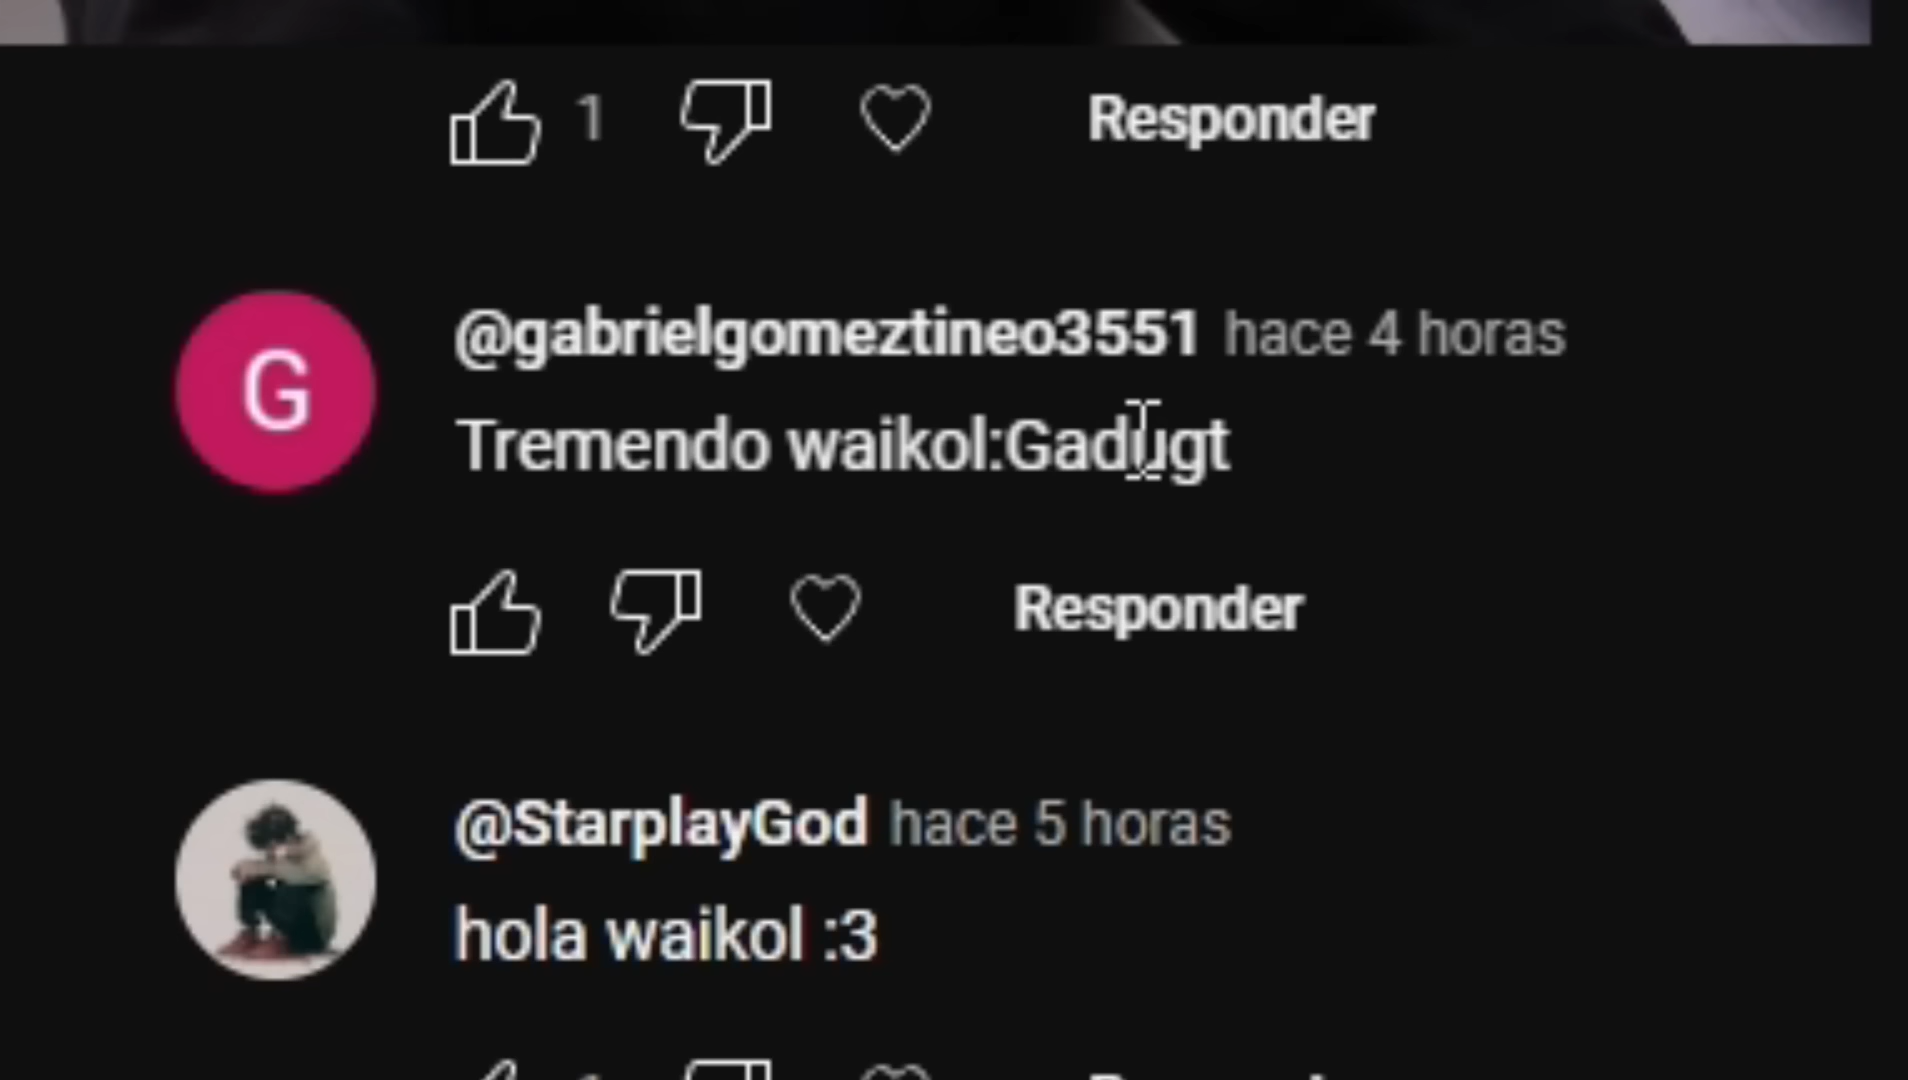 1 Responder
G
@gabrielgomeztineo3551 hace 4 horas
Tremendo waikol:Gadugt
Responder
@StarplayGod hace 5 horas
hola waikol :3